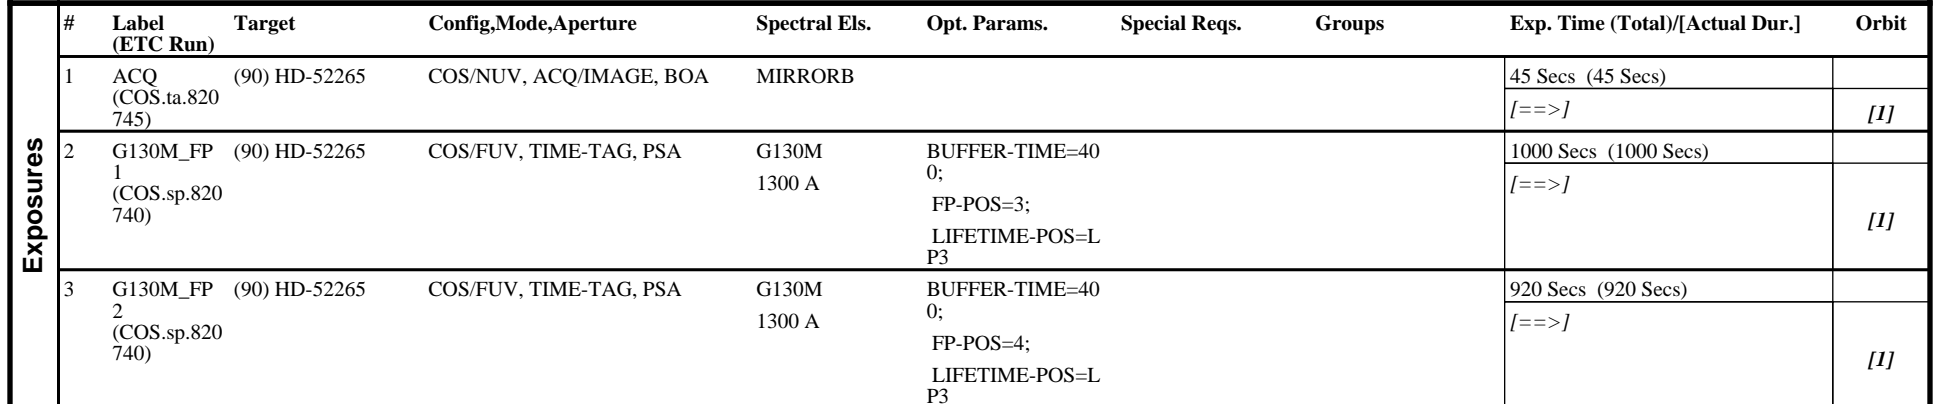 # Label Target Config,Mode,Aperture Spectral Els. Opt. Params. Special Reqs. Groups Exp. Time (Total)/[Actual Dur.] Orbit
(ETC Run)
Exposures
1 ACQ (90) HD-52265 COS/NUV, ACQ/IMAGE, BOA MIRRORB 45 Secs (45 Secs)
(COS.ta.820 [==>]
745) [1]
2 G130M_FP (90) HD-52265 COS/FUV, TIME-TAG, PSA G130M BUFFER-TIME=40 1000 Secs (1000 Secs)
1 0;
(COS.sp.820 1300 A [==>]
740) FP-POS=3;
[1]
LIFETIME-POS=L
P3
3 G130M_FP (90) HD-52265 COS/FUV, TIME-TAG, PSA G130M BUFFER-TIME=40 920 Secs (920 Secs)
2 0;
(COS.sp.820 1300 A [==>]
740) FP-POS=4;
[1]
LIFETIME-POS=L
P3